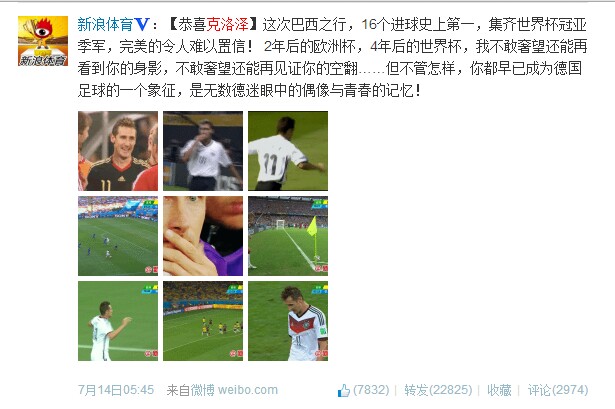 新浪体育V：【恭喜克洛泽】这次巴西之行，16个进球史上第一，集齐世界杯冠亚
季军，完美的令人难以置信！ 2年后的欧洲杯，4年后的世界杯，我不敢奢望还能再
看到你的身影，不敢奢望还能再见证你的空翻……但不管怎样，你都早已成为德国
足球的一个象征，是无数德迷眼中的偶像与青春的记忆！
新浪体育
11
11
7月14日05:45 来自微博 weibo.com (7832) | 转发(22825) | 收藏 | 评论(2974)